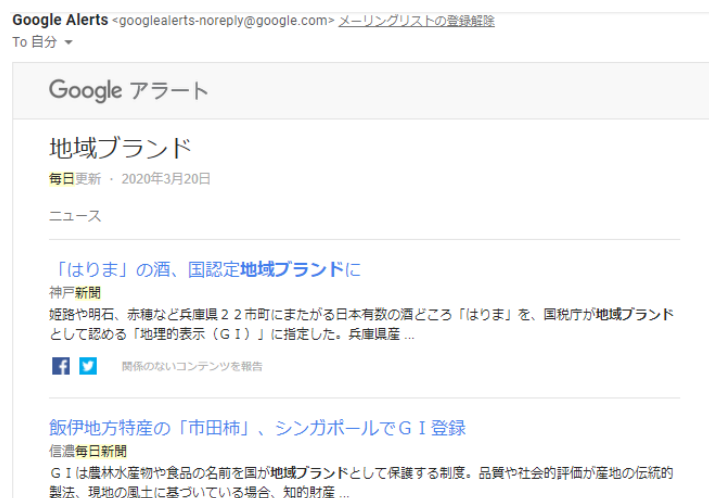 Google Alerts <googlealerts-noreply@google.com> メーリングリストの登録解除
To 自分
Google アラート
地域ブランド
毎日更新 ・ 2020年3月20日
ニュース
「はりま」の酒、国認定地域ブランドに
神戸新聞
姫路や明石、赤穂など兵庫県２２市町にまたがる日本有数の酒どころ「はりま」を、国税庁が地域ブランド
として認める「地理的表示（ＧＩ）」に指定した。兵庫県産 ...
関係のないコンテンツを報告
飯伊地方特産の「市田柿」、シンガポールでＧＩ登録
信濃毎日新聞
ＧＩは農林水産物や食品の名前を国が地域ブランドとして保護する制度。品質や社会的評価が産地の伝統的
製法、現地の風土に基づいている場合、知的財産 ...